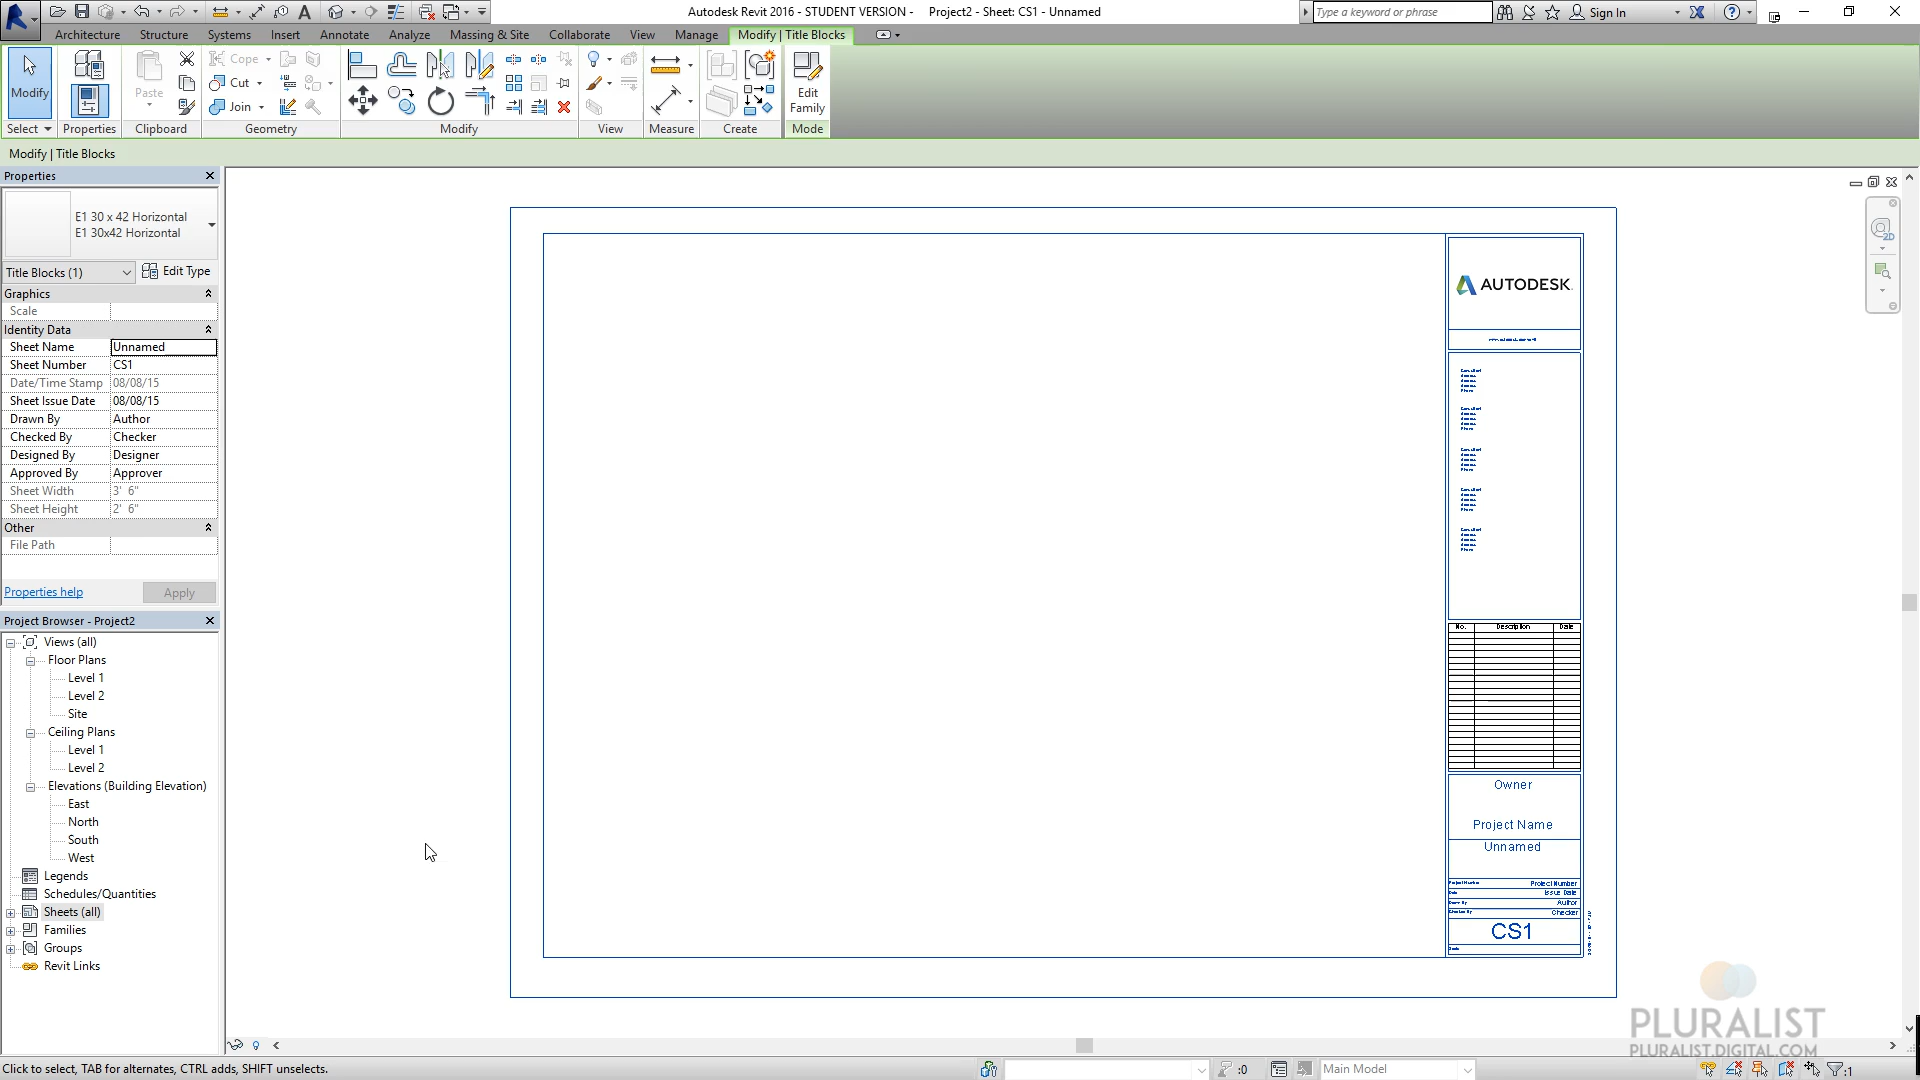 Autodesk Revit 2016 - STUDENT VERSION - Project2 - Sheet: CS1 - Unnamed
Type a keyword or phrase
Sign In
Architecture Structure Systems Insert Annotate Analyze Massing & Site Collaborate View Manage Modify | Title Blocks
Modify
Paste
Cope
Cut
Join
Edit
Family
Select Properties Clipboard Geometry Modify View Measure Create Mode
Modify | Title Blocks
Properties
E1 30 x 42 Horizontal
E1 30x42 Horizontal
Title Blocks (1) Edit Type
Graphics
Scale
Identity Data
Sheet Name Unnamed
Sheet Number CS1
Date/Time Stamp 08/08/15
Sheet Issue Date 08/08/15
Drawn By Author
Checked By Checker
Designed By Designer
Approved By Approver
Sheet Width 3' 6"
Sheet Height 2' 6"
Other
File Path
Properties help Apply
Project Browser - Project2
Views (all)
Floor Plans
Level 1
Level 2
Site
Ceiling Plans
Level 1
Level 2
Elevations (Building Elevation)
East
North
South
West
Legends
Schedules/Quantities
Sheets (all)
Families
Groups
Revit Links
2D
AUTODESK.
No. Description Date
Owner
Project Name
Unnamed
Project Number Project Number
Issue Date
Author
Checker
CS1
PLURALIST
PLURALIST.DIGITAL.COM
Click to select, TAB for alternates, CTRL adds, SHIFT unselects.
:0
Main Model
:1